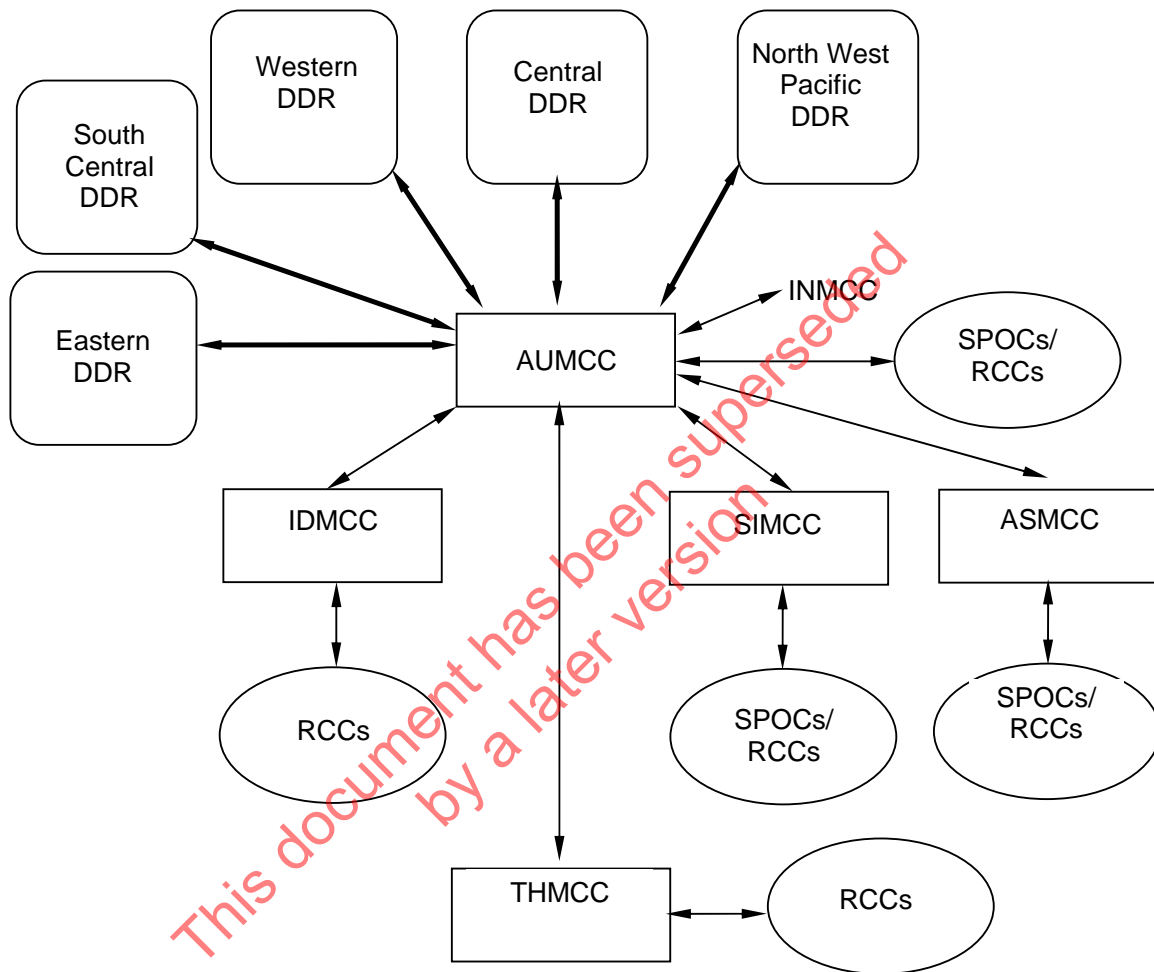 Western
DDR
Central
DDR
North West
Pacific
DDR
South
Central
DDR
Eastern
DDR
INMCC
AUMCC
SPOCs/
RCCs
IDMCC
SIMCC
ASMCC
RCCs
SPOCs/
RCCs
SPOCs/
RCCs
THMCC
RCCs
This document has been superseded
by a later version